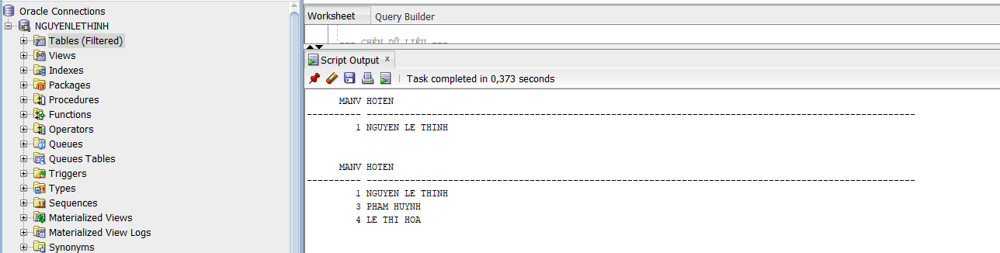 Oracle Connections
NGUYENLETHINH
Tables (Filtered)
Views
Indexes
Packages
Procedures
Functions
Operators
Queues
Queues Tables
Triggers
Types
Sequences
Materialized Views
Materialized View Logs
Synonyms
Worksheet Query Builder
--- CHÈN DỮ LIỆU ---
Script Output x
Task completed in 0,373 seconds
MANV HOTEN
---------- ----------------------------------------------------------------------------------------------------
1 NGUYEN LE THINH
MANV HOTEN
---------- ----------------------------------------------------------------------------------------------------
1 NGUYEN LE THINH
3 PHAM HUYNH
4 LE THI HOA